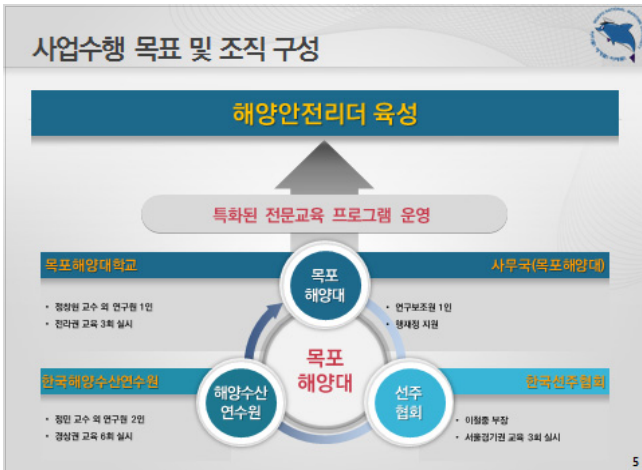 사업수행 목표 및 조직 구성
해양안전리더 육성
특화된 전문교육 프로그램 운영
목포해양대학교
• 정상원 교수 외 연구원 1인
• 전라권 교육 3회 실시
사무국(목포해양대)
• 연구보조원 1인
• 행재정 지원
목포
해양대
목포
해양대
해양수산
연수원
선주
협회
한국해양수산연수원
• 정민 교수 외 연구원 2인
• 경상권 교육 6회 실시
한국선주협회
• 이철중 부장
• 서울경기권 교육 3회 실시
5